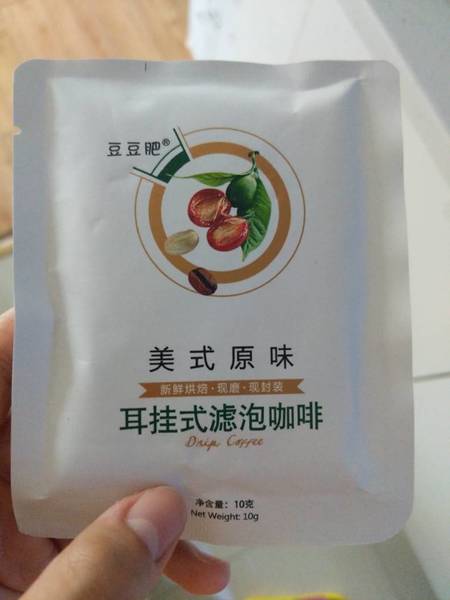 豆豆肥®
美式原味
新鲜烘焙·现磨·现封装
耳挂式滤泡咖啡
Drip Coffee
净含量：10克
Net Weight: 10g